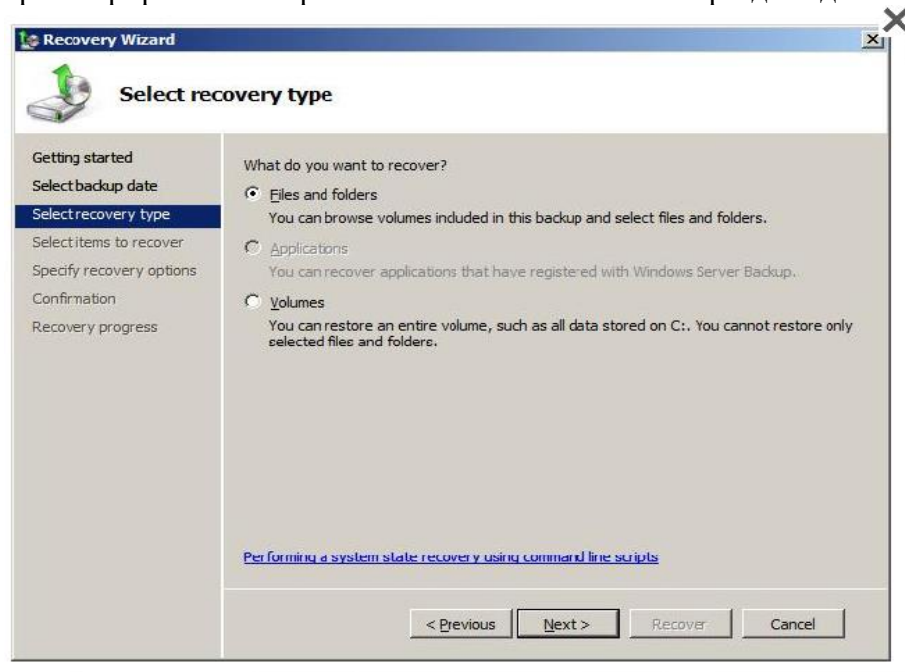 Recovery Wizard
Select recovery type
Getting started
Select backup date
Select recovery type
Select items to recover
Specify recovery options
Confirmation
Recovery progress
What do you want to recover?
Files and folders
You can browse volumes included in this backup and select files and folders.
Applications
You can recover applications that have registered with Windows Server Backup.
Volumes
You can restore an entire volume, such as all data stored on C:. You cannot restore only
selected files and folders.
Performing a system state recovery using command line scripts
< Previous
Next >
Recover
Cancel